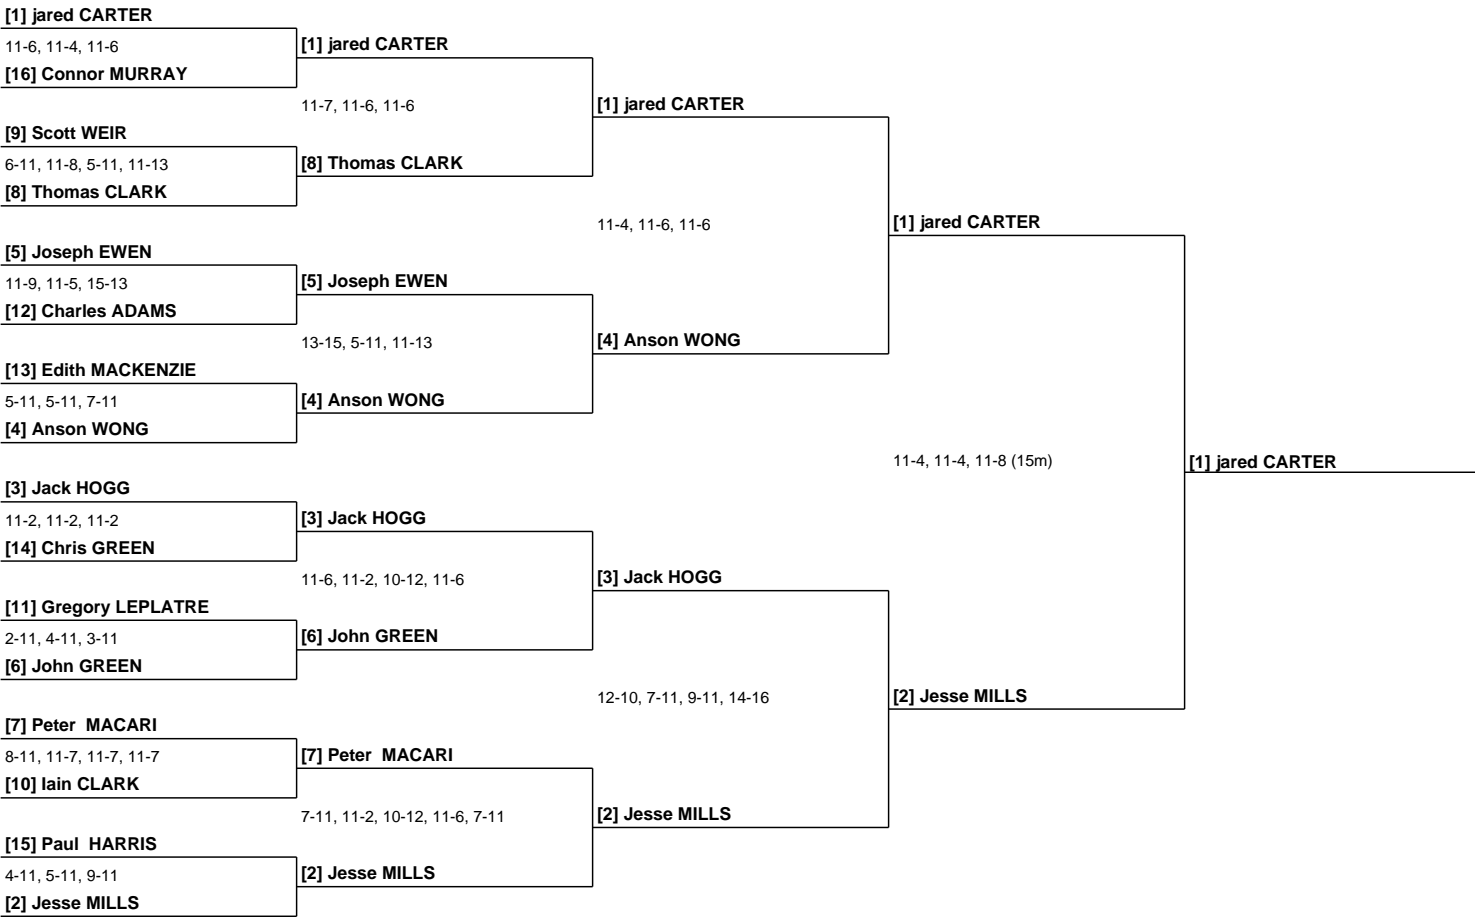 [1] jared CARTER
11-6, 11-4, 11-6
[16] Connor MURRAY
[9] Scott WEIR
6-11, 11-8, 5-11, 11-13
[8] Thomas CLARK
[5] Joseph EWEN
11-9, 11-5, 15-13
[12] Charles ADAMS
[13] Edith MACKENZIE
5-11, 5-11, 7-11
[4] Anson WONG
[3] Jack HOGG
11-2, 11-2, 11-2
[14] Chris GREEN
[11] Gregory LEPLATRE
2-11, 4-11, 3-11
[6] John GREEN
[7] Peter  MACARI
8-11, 11-7, 11-7, 11-7
[10] Iain CLARK
[15] Paul  HARRIS
4-11, 5-11, 9-11
[2] Jesse MILLS
[1] jared CARTER
11-7, 11-6, 11-6
[8] Thomas CLARK
[5] Joseph EWEN
13-15, 5-11, 11-13
[4] Anson WONG
[3] Jack HOGG
11-6, 11-2, 10-12, 11-6
[6] John GREEN
[7] Peter  MACARI
7-11, 11-2, 10-12, 11-6, 7-11
[2] Jesse MILLS
[1] jared CARTER
11-4, 11-6, 11-6
[4] Anson WONG
[3] Jack HOGG
12-10, 7-11, 9-11, 14-16
[2] Jesse MILLS
[1] jared CARTER
11-4, 11-4, 11-8 (15m)
[2] Jesse MILLS
[1] jared CARTER